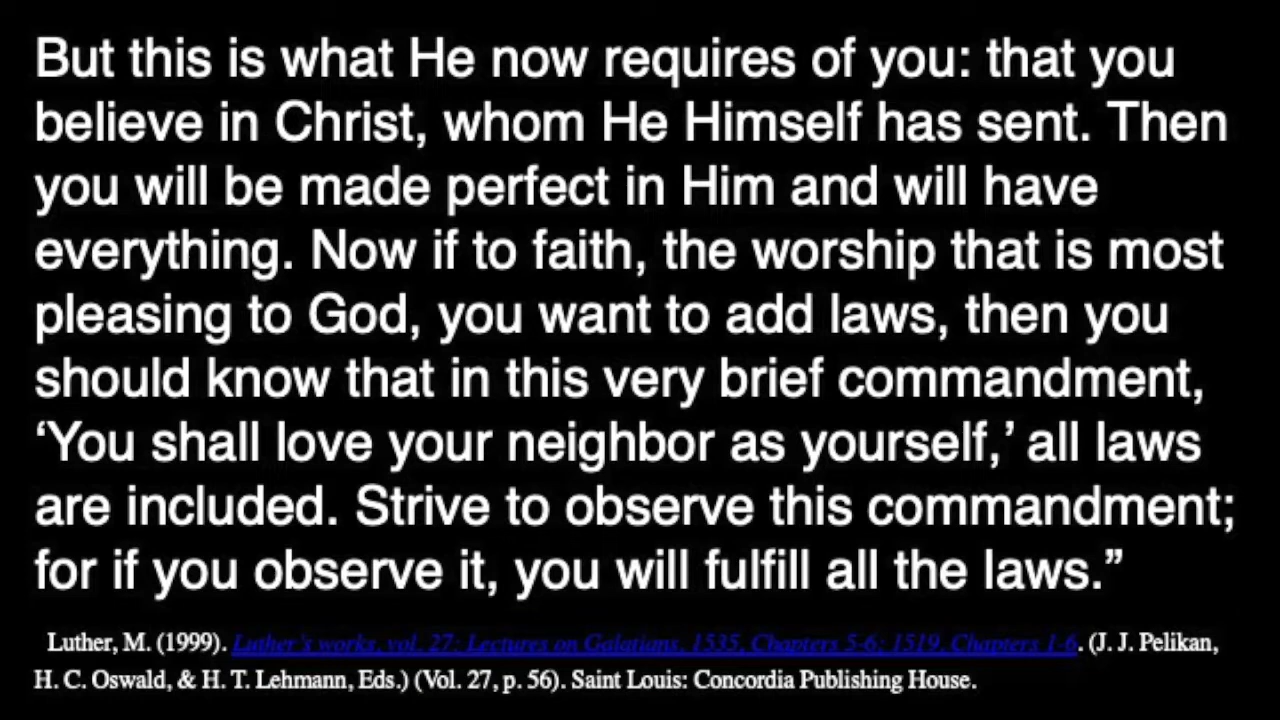 But this is what He now requires of you: that you
believe in Christ, whom He Himself has sent. Then
you will be made perfect in Him and will have
everything. Now if to faith, the worship that is most
pleasing to God, you want to add laws, then you
should know that in this very brief commandment,
‘You shall love your neighbor as yourself,’ all laws
are included. Strive to observe this commandment;
for if you observe it, you will fulfill all the laws.”
Luther, M. (1999). Luther’s works, vol. 27: Lectures on Galatians, 1535, Chapters 5-6; 1519, Chapters 1-6. (J. J. Pelikan,
H. C. Oswald, & H. T. Lehmann, Eds.) (Vol. 27, p. 56). Saint Louis: Concordia Publishing House.